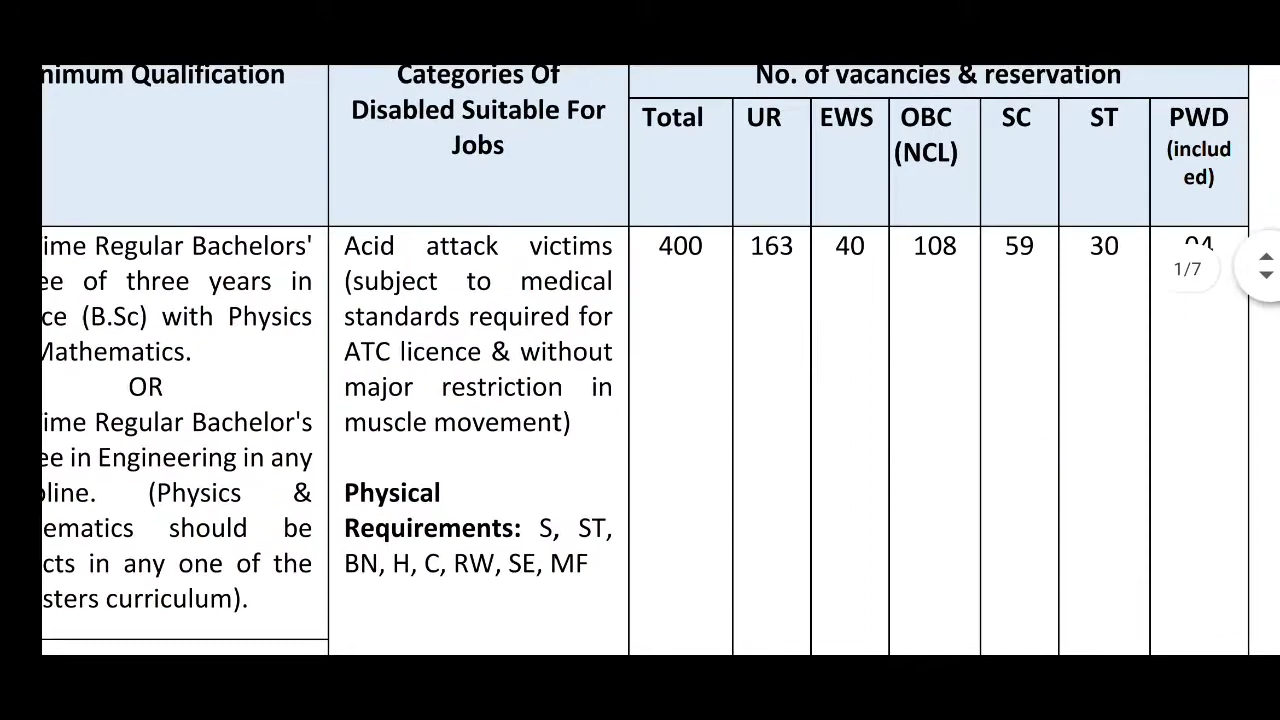 nimum Qualification
ime Regular Bachelors'
ee of three years in
ce (B.Sc) with Physics
Mathematics.
OR
ime Regular Bachelor's
ee in Engineering in any
pline. (Physics &
ematics should be
cts in any one of the
sters curriculum).
Categories Of
Disabled Suitable For
Jobs
Acid attack victims
(subject to medical
standards required for
ATC licence & without
major restriction in
muscle movement)
Physical
Requirements: S, ST,
BN, H, C, RW, SE, MF
No. of vacancies & reservation
Total UR EWS OBC (NCL) SC ST PWD (includ ed)
400 163 40 108 59 30 04
1/7